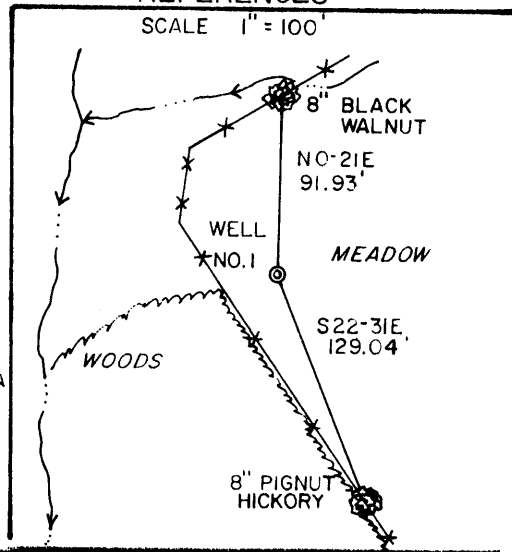 SCALE 1" = 100'
8" BLACK
WALNUT
N0-21E
91.93'
WELL
NO.1
MEADOW
S22-31E
129.04'
WOODS
8" PIGNUT
HICKORY